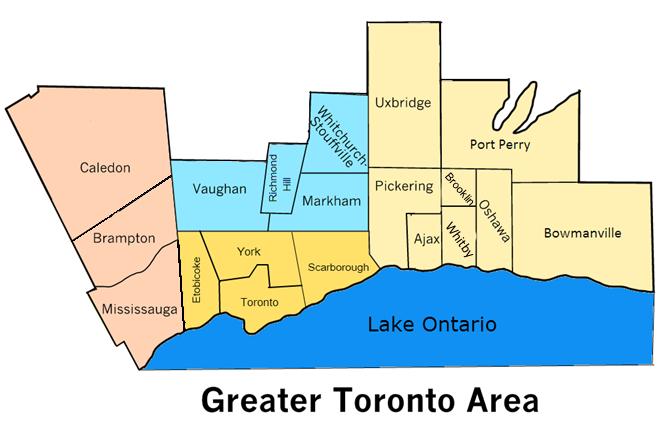 Uxbridge
Whitchurch-
Stouffville
Port Perry
Caledon
Richmond
Hill
Vaughan
Markham
Pickering
Brooklin
Oshawa
Brampton
Ajax
Whitby
Bowmanville
Etobicoke
York
Scarborough
Mississauga
Toronto
Lake Ontario
Greater Toronto Area